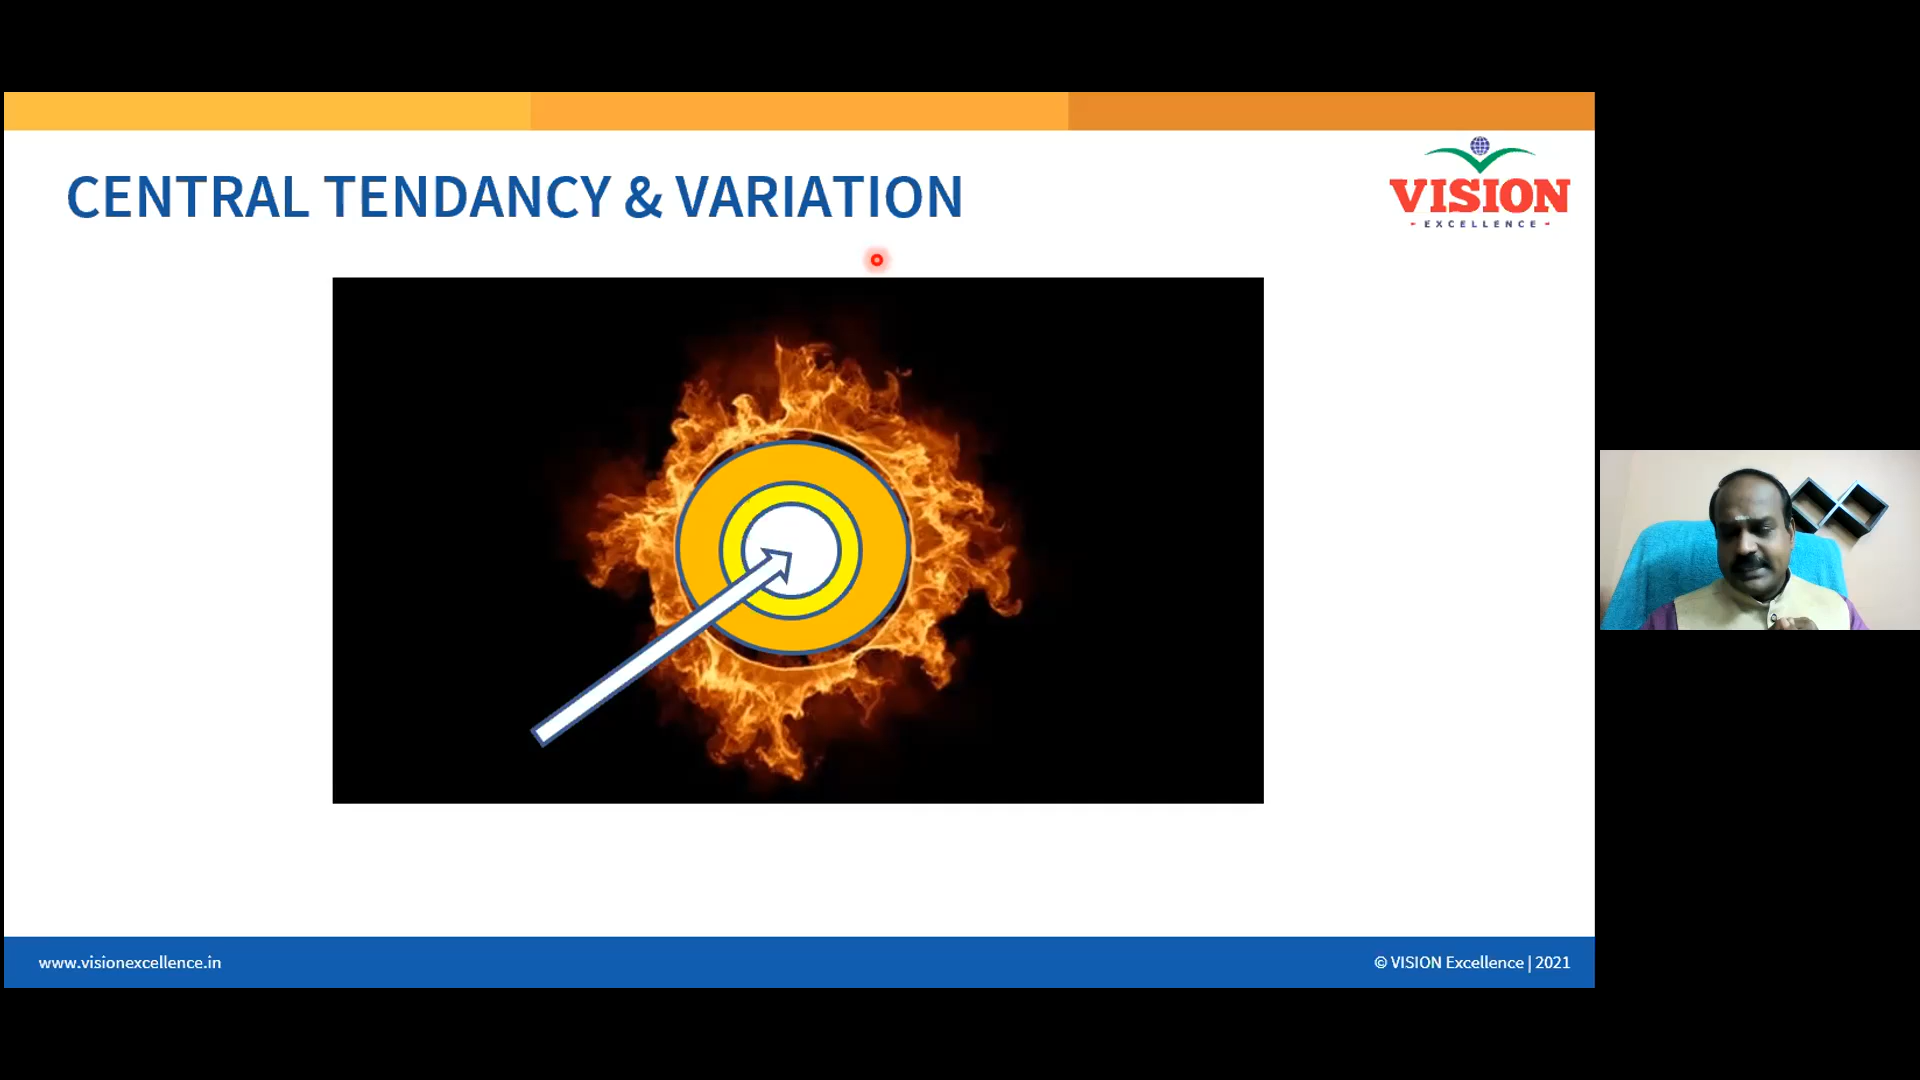 CENTRAL TENDANCY & VARIATION
VISION
- EXCELLENCE -
www.visionexcellence.in
© VISION Excellence | 2021